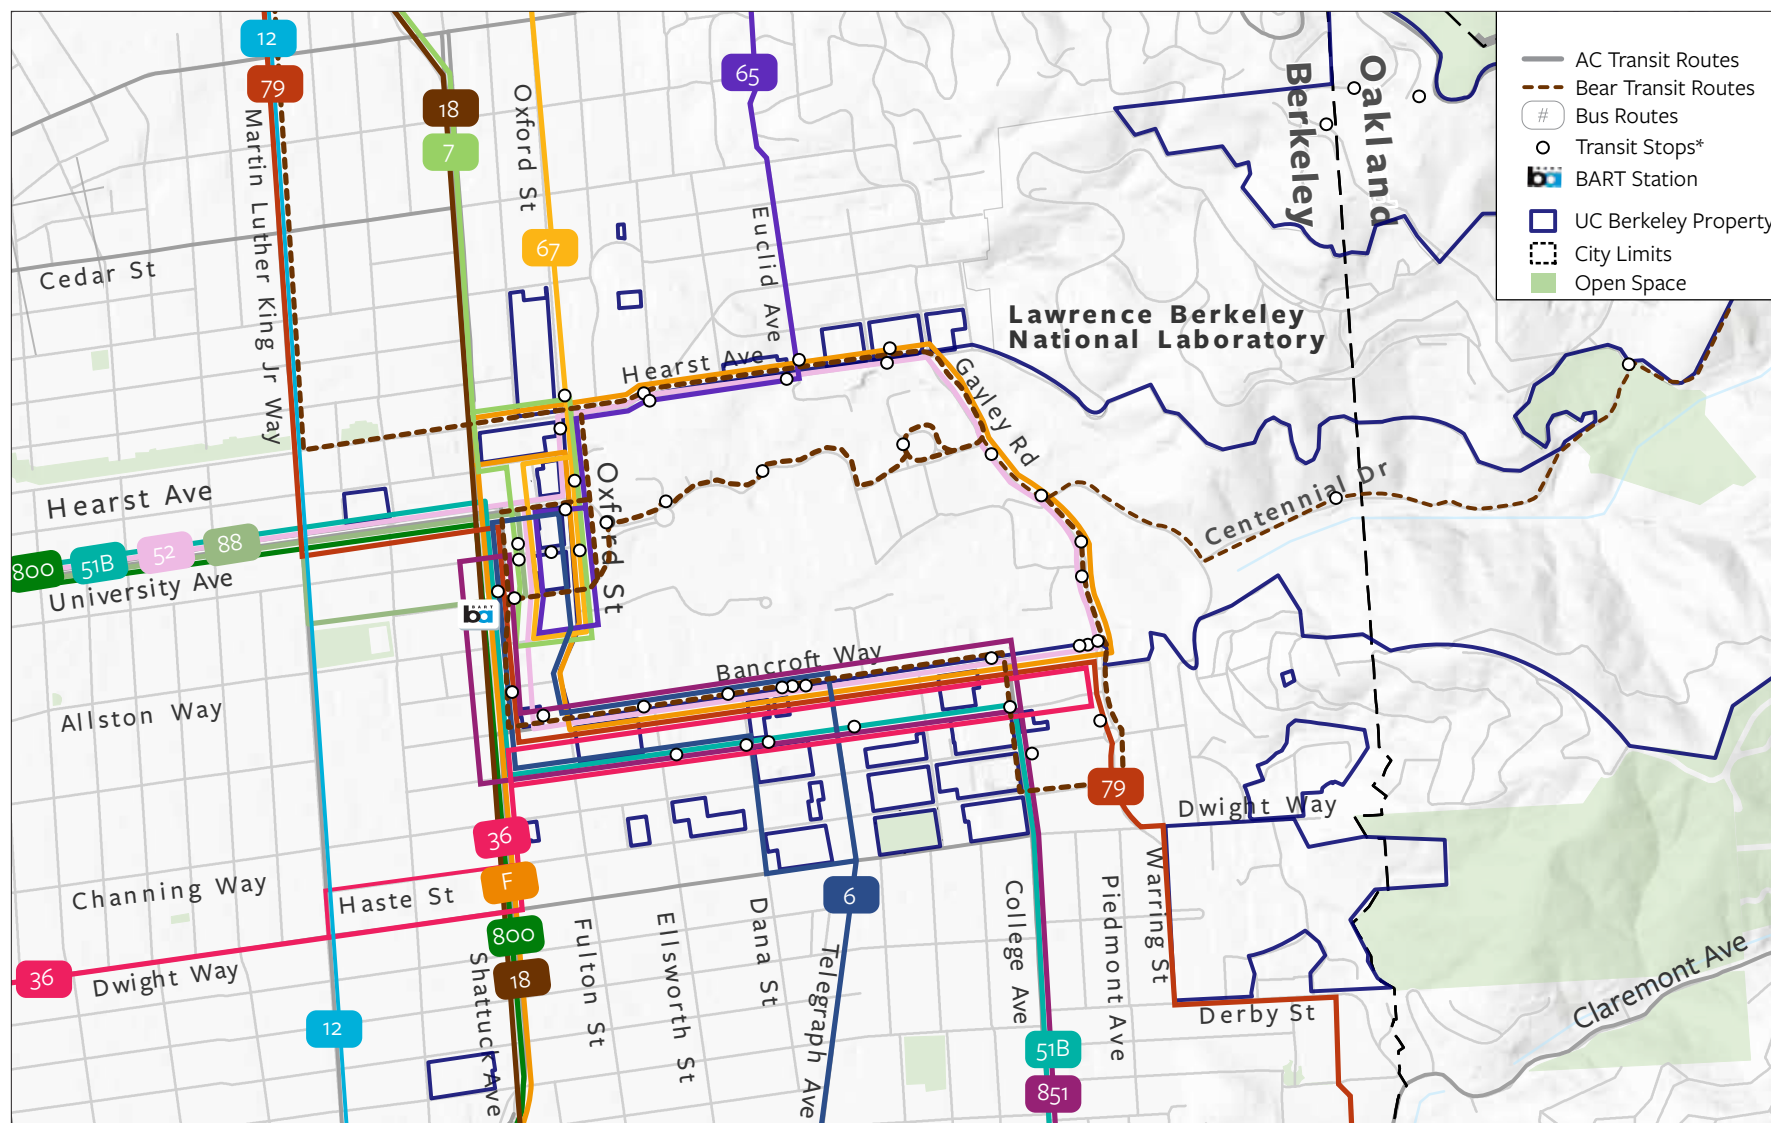 12
79
18
7
67
65
Oxford St
Martin Luther King Jr Way
Euclid Ave
Cedar St
Hearst Ave
Gayley Rd
Lawrence Berkeley
National Laboratory
Berkeley
Oakland
AC Transit Routes
Bear Transit Routes
#
Bus Routes
Transit Stops*
BART Station
UC Berkeley Property
City Limits
Open Space
Hearst Ave
800
51B
52
88
University Ave
Oxford St
BART
ba
Centennial Dr
Bancroft Way
Allston Way
79
Dwight Way
36
F
800
18
6
Channing Way
Haste St
36
Dwight Way
12
Shattuck Ave
Fulton St
Ellsworth St
Dana St
Telegraph Ave
College Ave
Piedmont Ave
Warring St
Derby St
Claremont Ave
51B
851